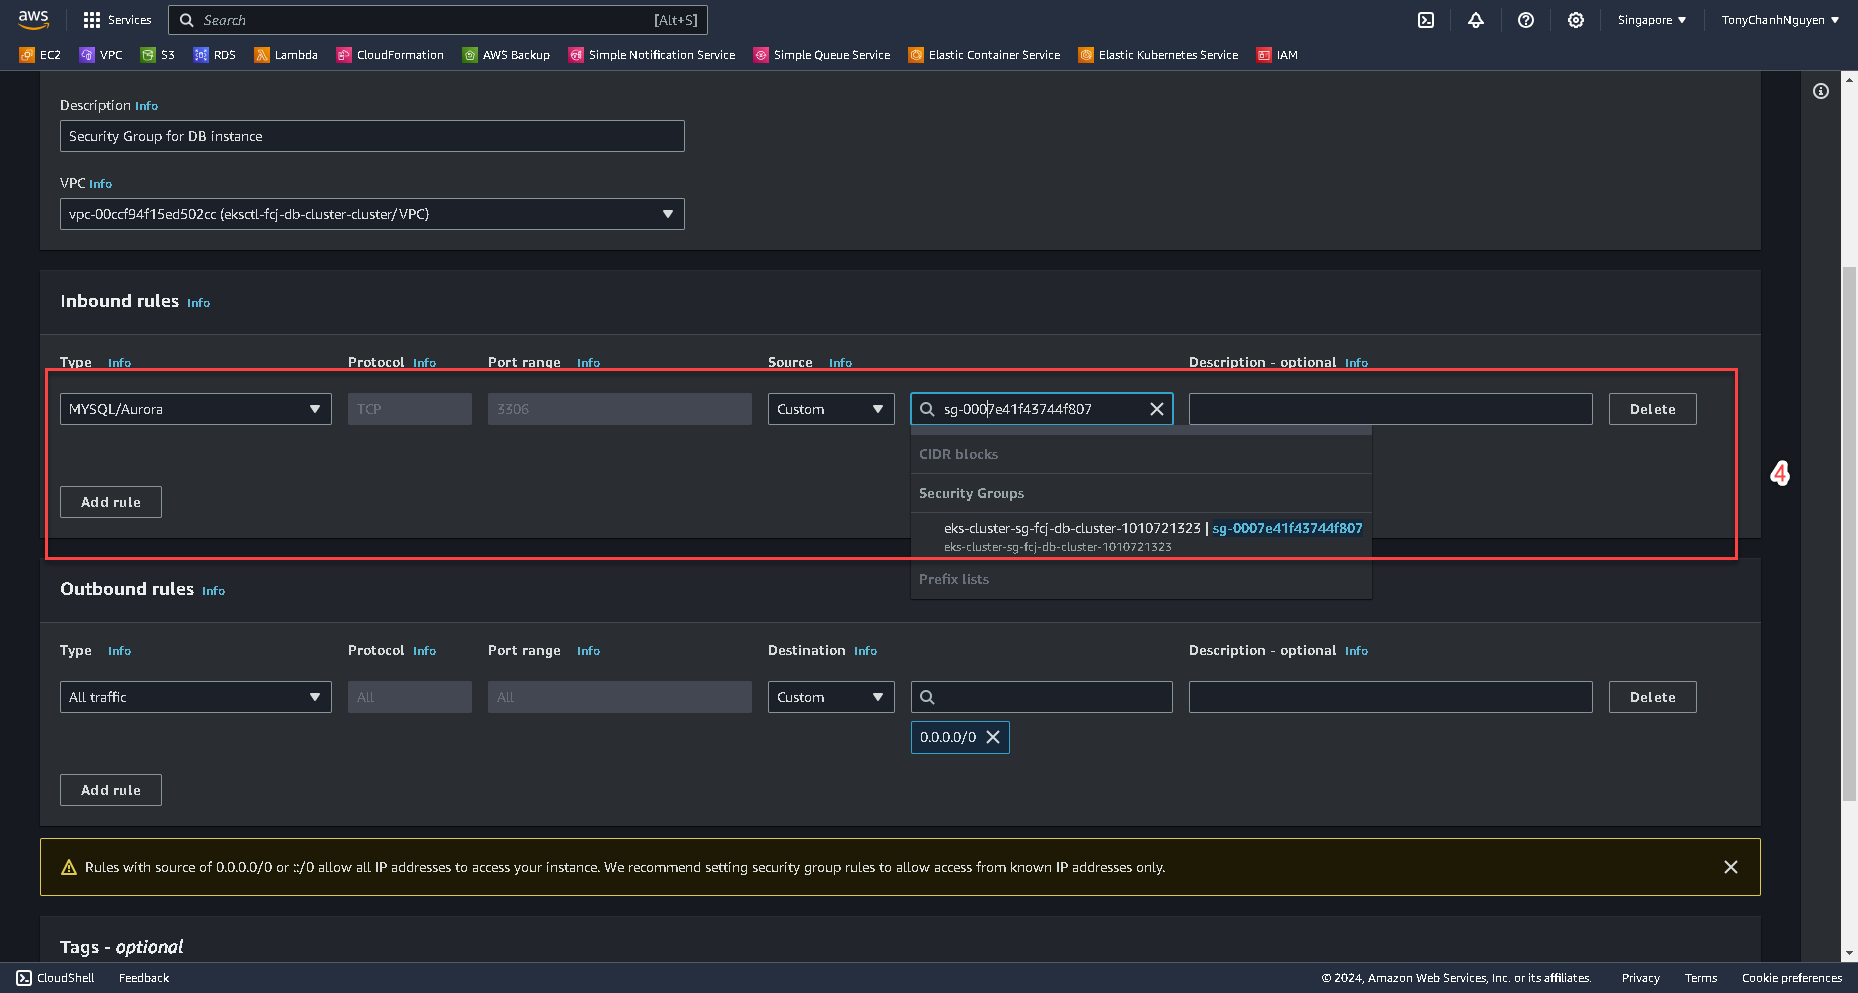 aws Services Search [Alt+S] Singapore TonyChanhNguyen
EC2 VPC S3 RDS Lambda CloudFormation AWS Backup Simple Notification Service Simple Queue Service Elastic Container Service Elastic Kubernetes Service IAM
Description Info
Security Group for DB instance
VPC Info
vpc-00ccf94f15ed502cc (eksctl-fcj-db-cluster-cluster/VPC)
Inbound rules Info
Type Info Protocol Info Port range Info Source Info Description - optional Info
MYSQL/Aurora TCP 3306 Custom sg-0007e41f43744f807 Delete
CIDR blocks
4
Security Groups
Add rule
eks-cluster-sg-fcj-db-cluster-1010721323 | sg-0007e41f43744f807
eks-cluster-sg-fcj-db-cluster-1010721323
Prefix lists
Outbound rules Info
Type Info Protocol Info Port range Info Destination Info Description - optional Info
All traffic All All Custom Delete
0.0.0.0/0
Add rule
Rules with source of 0.0.0.0/0 or ::/0 allow all IP addresses to access your instance. We recommend setting security group rules to allow access from known IP addresses only.
Tags - optional
CloudShell Feedback © 2024, Amazon Web Services, Inc. or its affiliates. Privacy Terms Cookie preferences